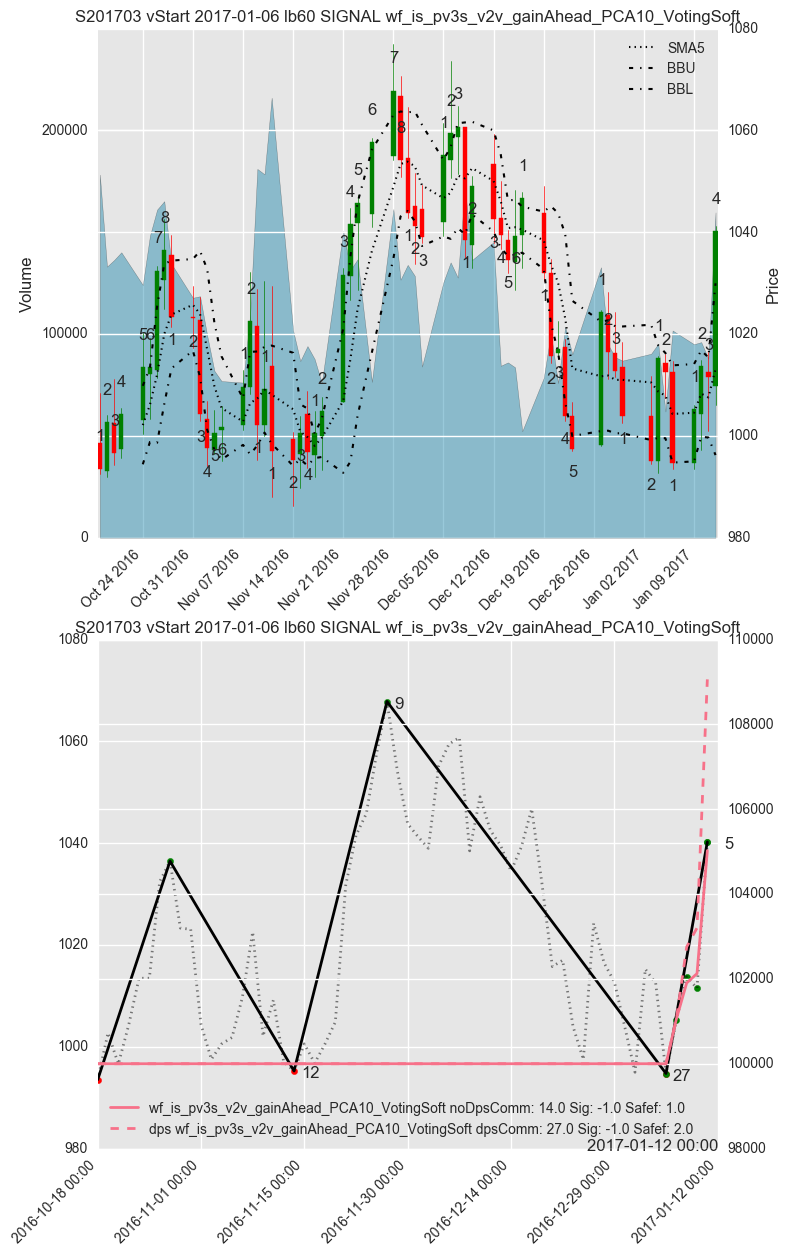 S201703 vStart 2017-01-06 lb60 SIGNAL wf_is_pv3s_v2v_gainAhead_PCA10_VotingSoft
SMA5
BBU
BBL
Volume
200000
100000
0
Price
1080
1060
1040
1020
1000
980
Oct 24 2016
Oct 31 2016
Nov 07 2016
Nov 14 2016
Nov 21 2016
Nov 28 2016
Dec 05 2016
Dec 12 2016
Dec 19 2016
Dec 26 2016
Jan 02 2017
Jan 09 2017
S201703 vStart 2017-01-06 lb60 SIGNAL wf_is_pv3s_v2v_gainAhead_PCA10_VotingSoft
1080
1060
1040
1020
1000
980
110000
108000
106000
104000
102000
100000
98000
9
5
12
27
wf_is_pv3s_v2v_gainAhead_PCA10_VotingSoft noDpsComm: 14.0 Sig: -1.0 Safef: 1.0
dps wf_is_pv3s_v2v_gainAhead_PCA10_VotingSoft dpsComm: 27.0 Sig: -1.0 Safef: 2.0
2017-01-12 00:00
2016-10-18 00:00
2016-11-01 00:00
2016-11-15 00:00
2016-11-30 00:00
2016-12-14 00:00
2016-12-29 00:00
2017-01-12 00:00